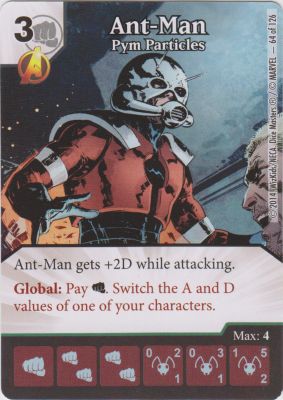 3
Ant-Man
Pym Particles
© 2014 WizKids/NECA. Dice Masters ® / © MARVEL — 64 of 126
Ant-Man gets +2D while attacking.
Global: Pay . Switch the A and D
values of one of your characters.
Max: 4
0 2 1
0 3 1
1 5 2